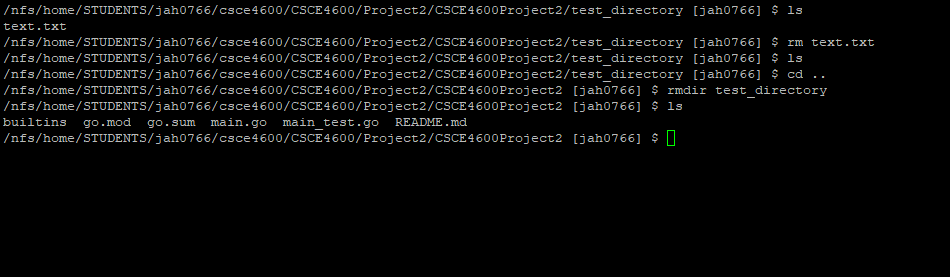 /nfs/home/STUDENTS/jah0766/csce4600/CSCE4600/Project2/CSCE4600Project2/test_directory [jah0766] $ ls
text.txt
/nfs/home/STUDENTS/jah0766/csce4600/CSCE4600/Project2/CSCE4600Project2/test_directory [jah0766] $ rm text.txt
/nfs/home/STUDENTS/jah0766/csce4600/CSCE4600/Project2/CSCE4600Project2/test_directory [jah0766] $ ls
/nfs/home/STUDENTS/jah0766/csce4600/CSCE4600/Project2/CSCE4600Project2/test_directory [jah0766] $ cd ..
/nfs/home/STUDENTS/jah0766/csce4600/CSCE4600/Project2/CSCE4600Project2 [jah0766] $ rmdir test_directory
/nfs/home/STUDENTS/jah0766/csce4600/CSCE4600/Project2/CSCE4600Project2 [jah0766] $ ls
builtins  go.mod  go.sum  main.go  main_test.go  README.md
/nfs/home/STUDENTS/jah0766/csce4600/CSCE4600/Project2/CSCE4600Project2 [jah0766] $